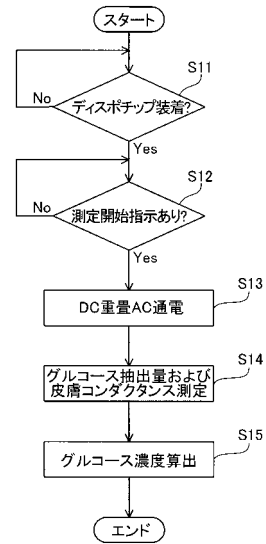 スタート
S11
ディスポチップ装着?
No
Yes
S12
測定開始指示あり?
No
Yes
S13
DC重畳AC通電
S14
グルコース抽出量および
皮膚コンダクタンス測定
S15
グルコース濃度算出
エンド